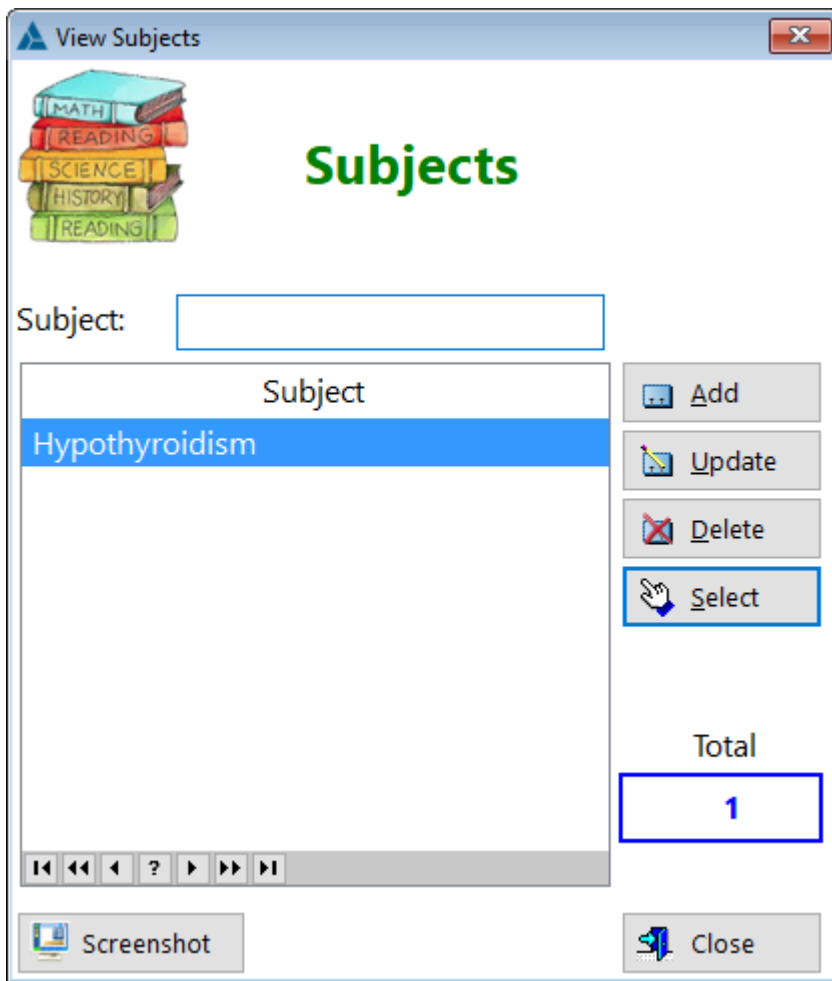 View Subjects
MATH
READING
SCIENCE
HISTORY
READING
Subjects
Subject:
Subject
Hypothyroidism
Add
Update
Delete
Select
Total
1
?
Screenshot
Close